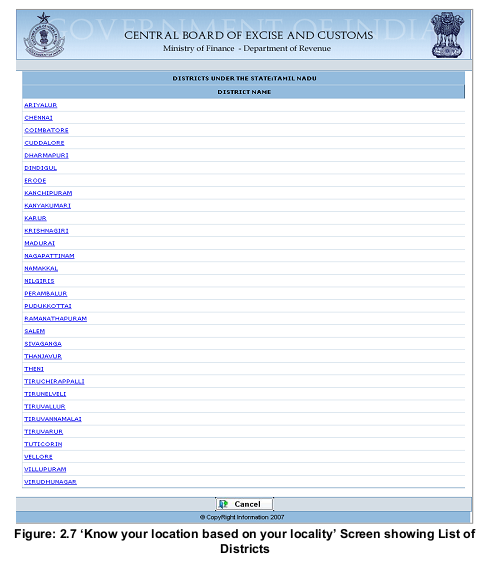 GOVERNMENT OF INDIA
CENTRAL BOARD OF EXCISE AND CUSTOMS
Ministry of Finance - Department of Revenue
DISTRICTS UNDER THE STATE:TAMIL NADU
DISTRICT NAME
ARIYALUR
CHENNAI
COIMBATORE
CUDDALORE
DHARMAPURI
DINDIGUL
ERODE
KANCHIPURAM
KANYAKUMARI
KARUR
KRISHNAGIRI
MADURAI
NAGAPATTINAM
NAMAKKAL
NILGIRIS
PERAMBALUR
PUDUKKOTTAI
RAMANATHAPURAM
SALEM
SIVAGANGA
THANJAVUR
THENI
TIRUCHIRAPPALLI
TIRUNELVELI
TIRUVALLUR
TIRUVANNAMALAI
TIRUVARUR
TUTICORIN
VELLORE
VILLUPURAM
VIRUDHUNAGAR
Cancel
© CopyRight Information 2007
Figure: 2.7 ‘Know your location based on your locality’ Screen showing List of
Districts